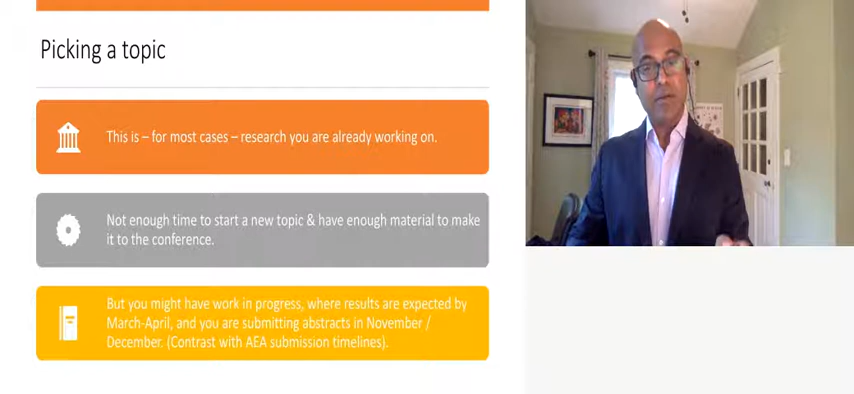 Picking a topic
This is – for most cases – research you are already working on.
Not enough time to start a new topic & have enough material to make
it to the conference.
But you might have work in progress, where results are expected by
March-April, and you are submitting abstracts in November /
December. (Contrast with AEA submission timelines).